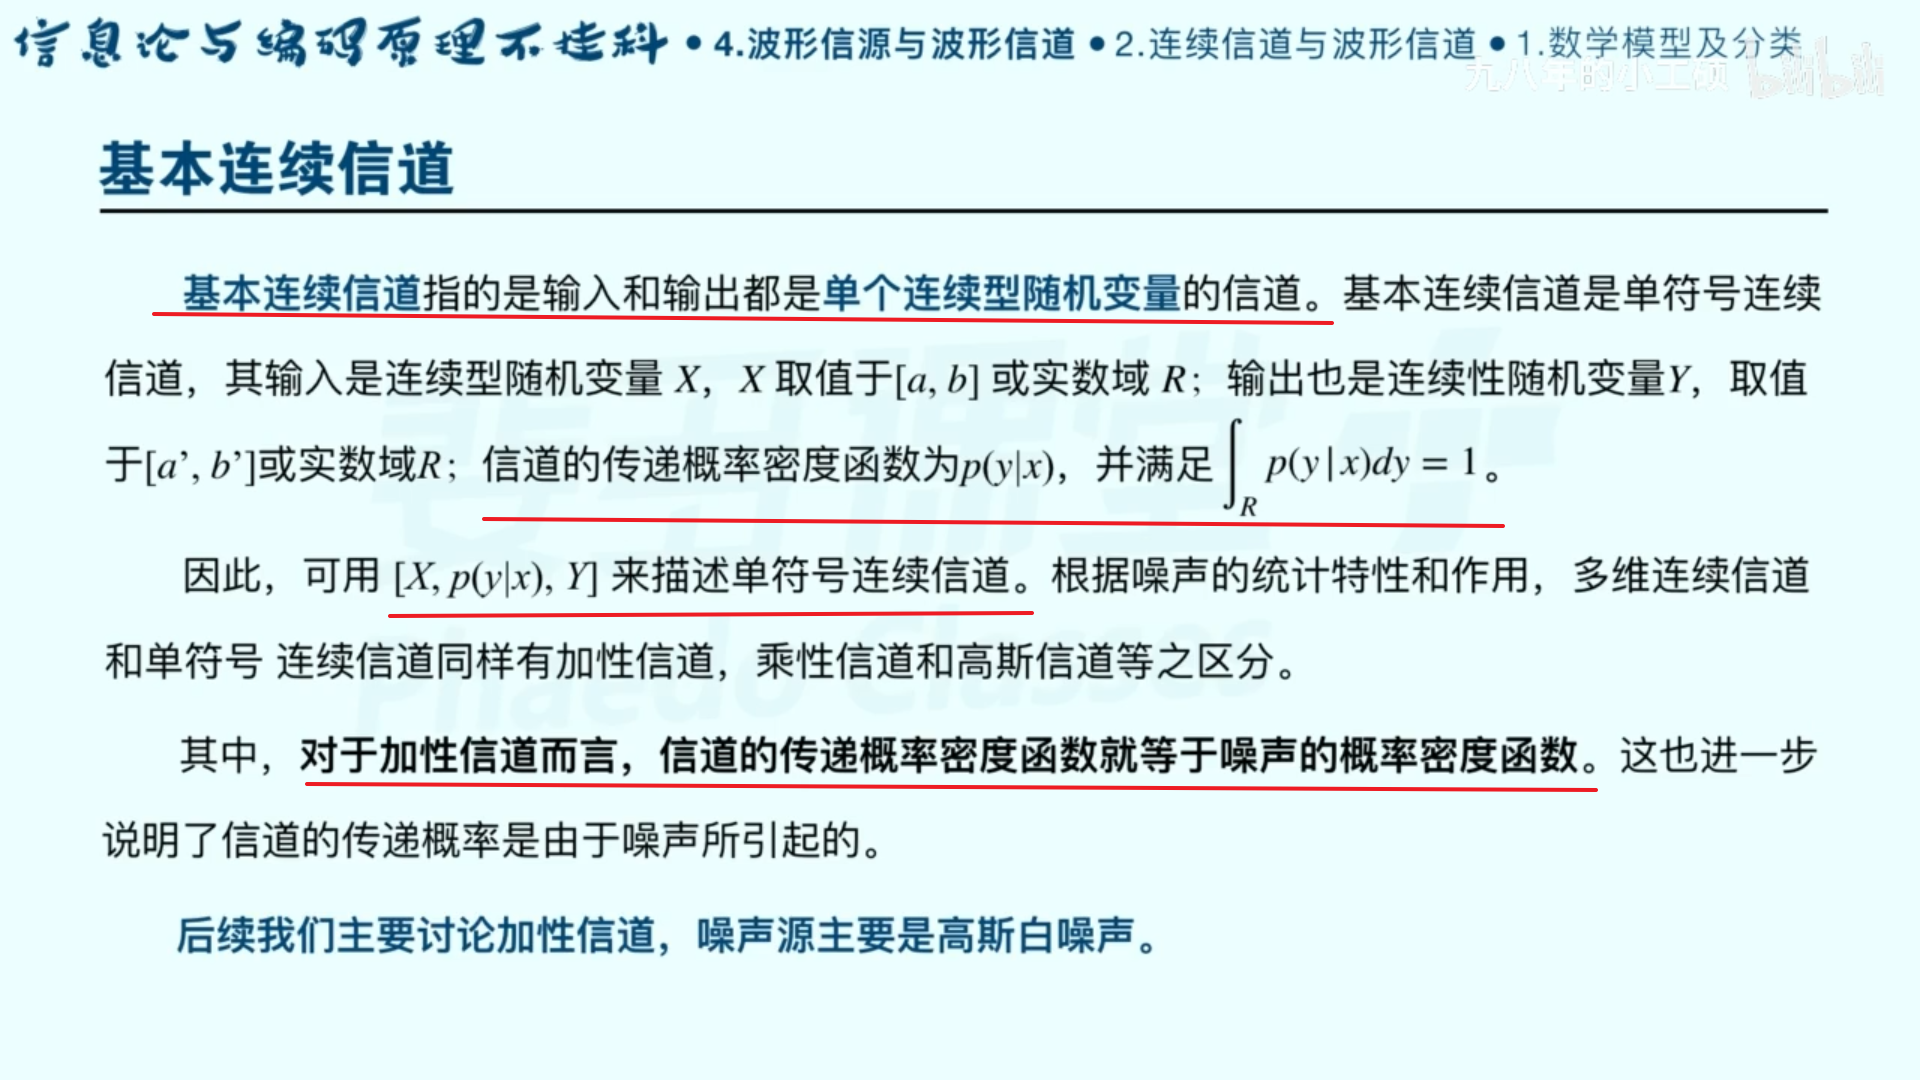 信息论与编码原理不挂科 • 4.波形信源与波形信道 • 2.连续信道与波形信道 • 1.数学模型及分类
九八年的小工硕 bilibili
基本连续信道
基本连续信道指的是输入和输出都是单个连续型随机变量的信道。基本连续信道是单符号连续
信道，其输入是连续型随机变量 X，X 取值于[a, b] 或实数域 R；输出也是连续性随机变量Y，取值
于[a’, b’]或实数域R；信道的传递概率密度函数为p(y|x)，并满足∫_R p(y|x)dy = 1。
因此，可用 [X, p(y|x), Y] 来描述单符号连续信道。根据噪声的统计特性和作用，多维连续信道
和单符号 连续信道同样有加性信道，乘性信道和高斯信道等之区分。
其中，对于加性信道而言，信道的传递概率密度函数就等于噪声的概率密度函数。这也进一步
说明了信道的传递概率是由于噪声所引起的。
后续我们主要讨论加性信道，噪声源主要是高斯白噪声。
Phaedo Classes